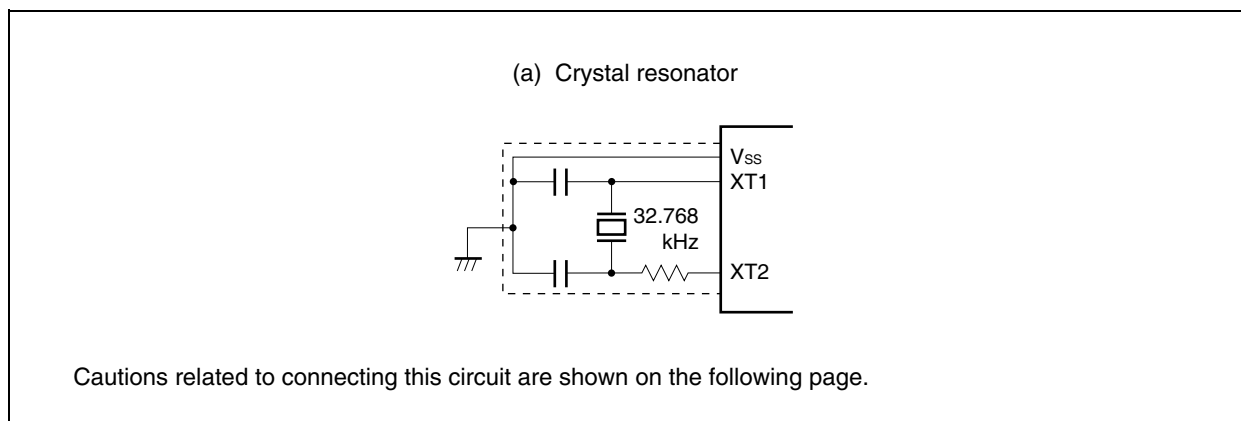 (a) Crystal resonator
VSS
XT1
32.768
kHz
XT2
Cautions related to connecting this circuit are shown on the following page.